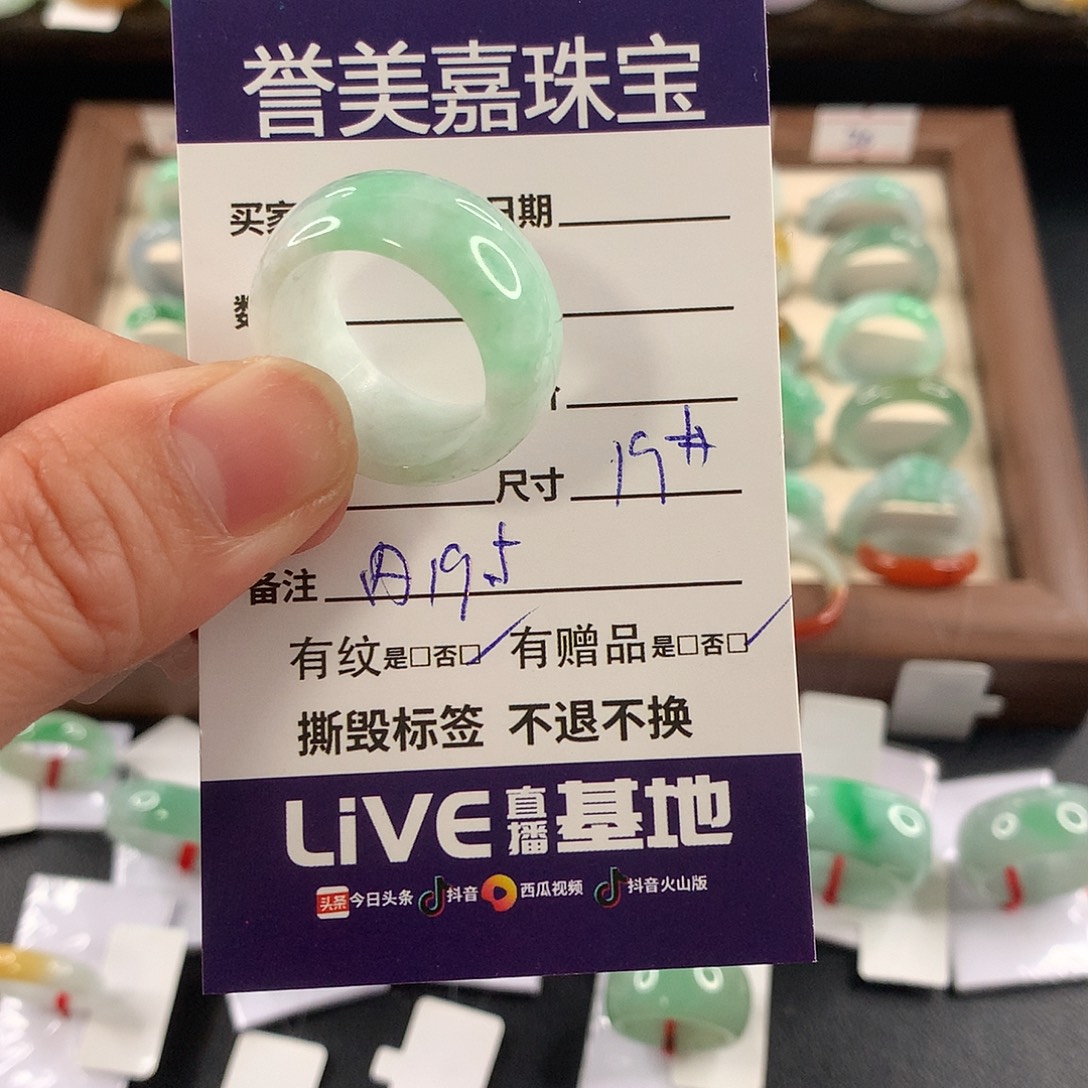 誉美嘉珠宝
买家 日期
数
尺寸 19#
备注 内19.5
有纹是□否□ 有赠品是□否□
撕毁标签 不退不换
LiVE直播基地
头条 今日头条 抖音 西瓜视频 抖音火山版